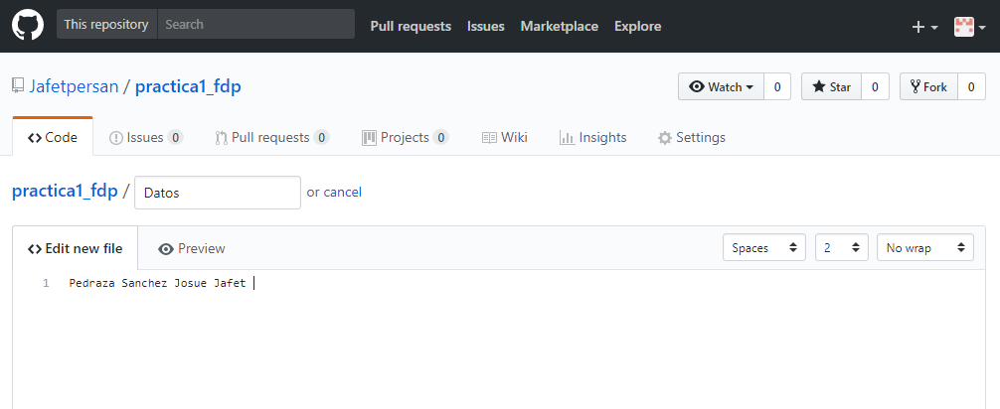 This repository Search Pull requests Issues Marketplace Explore
Jafetpersan / practica1_fdp Watch 0 Star 0 Fork 0
Code Issues 0 Pull requests 0 Projects 0 Wiki Insights Settings
practica1_fdp / Datos or cancel
Edit new file Preview Spaces 2 No wrap
1 Pedraza Sanchez Josue Jafet